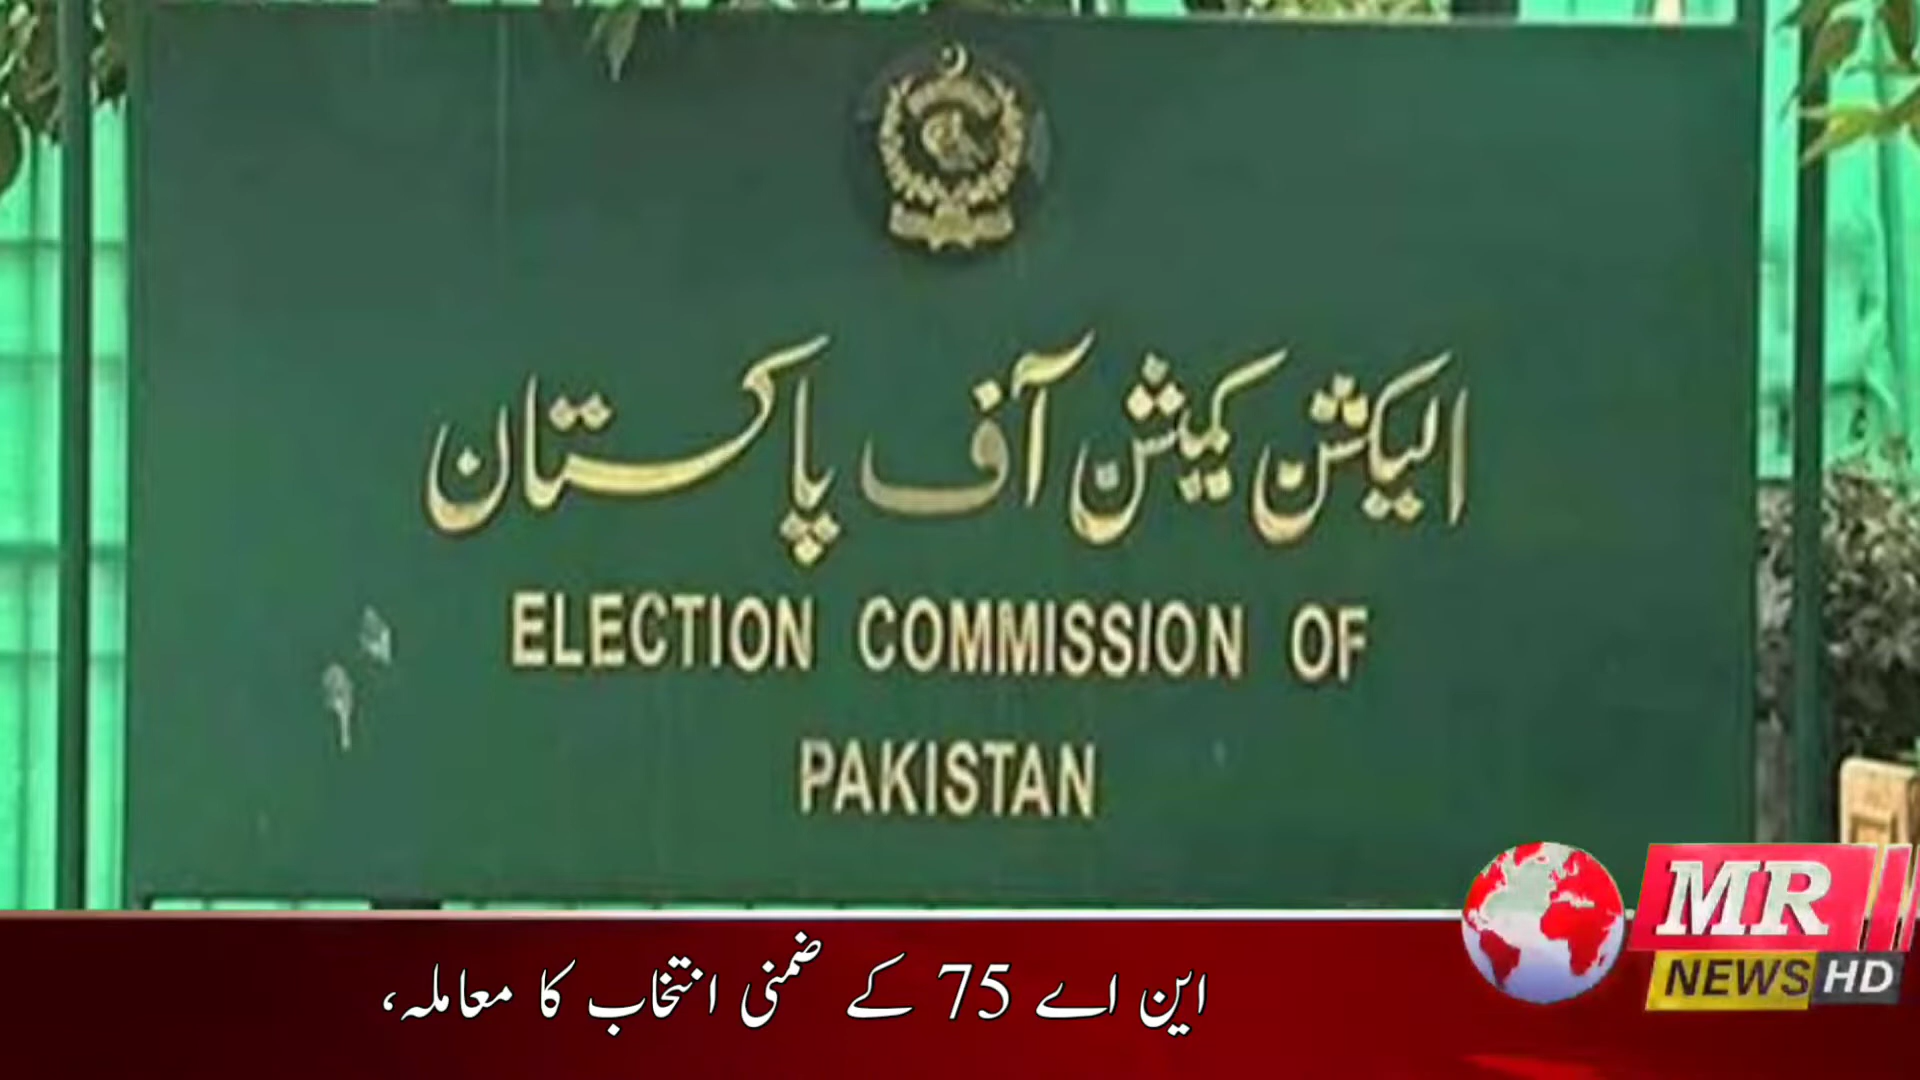 الیکشن کمیشن آف پاکستان
ELECTION COMMISSION OF
PAKISTAN
MR
NEWS HD
این اے 75 کے ضمنی انتخاب کا معاملہ،